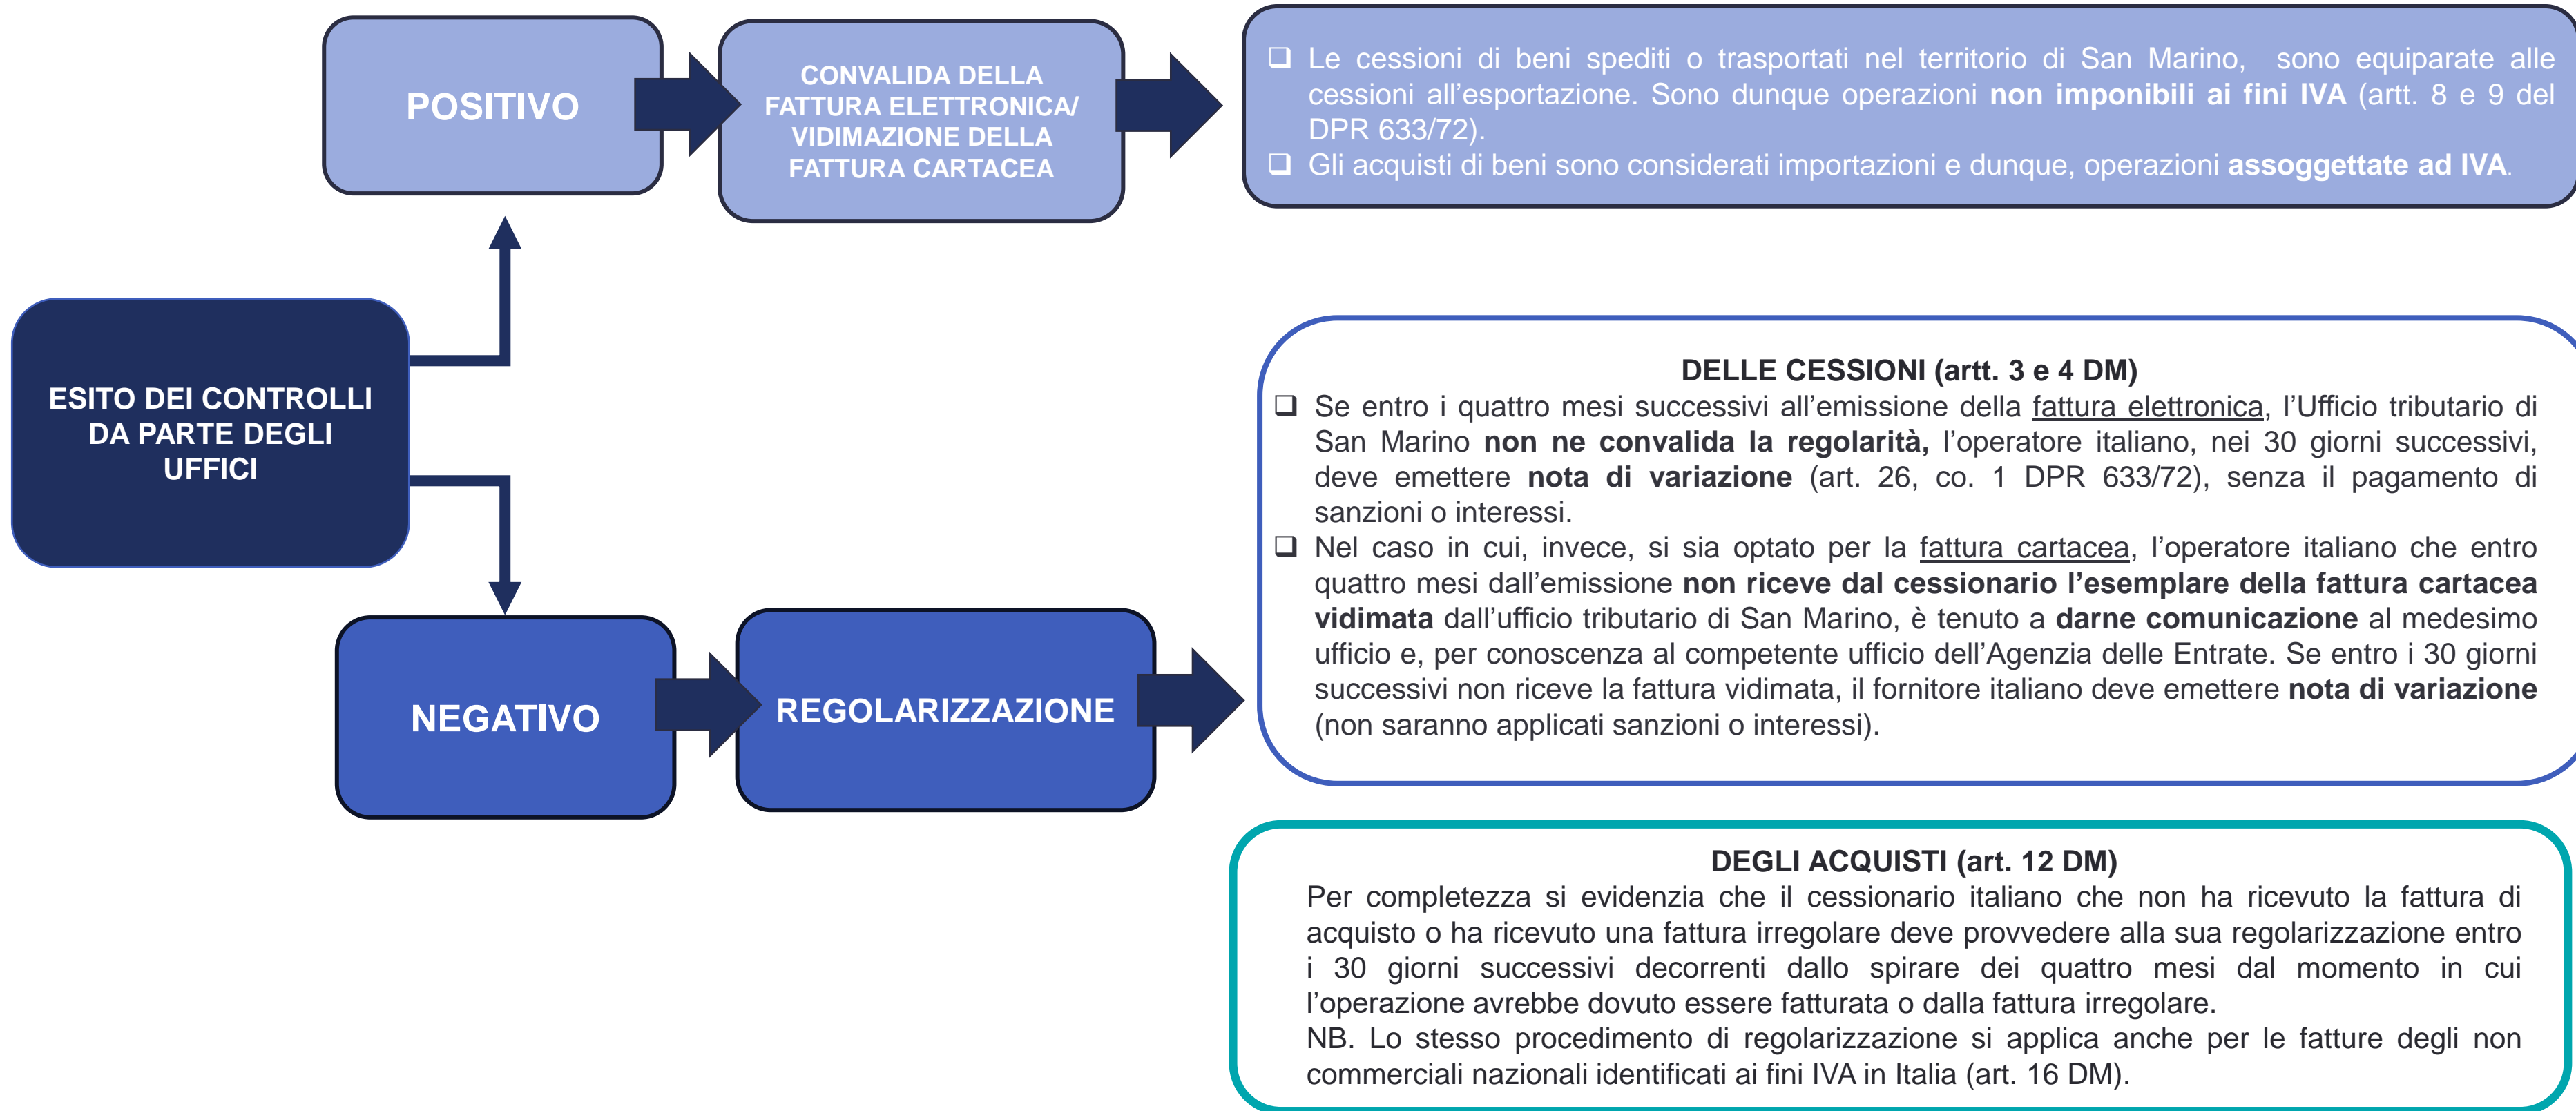 POSITIVO
CONVALIDA DELLA
FATTURA ELETTRONICA/
VIDIMAZIONE DELLA
FATTURA CARTACEA
❑ Le cessioni di beni spediti o trasportati nel territorio di San Marino, sono equiparate alle
cessioni all’esportazione. Sono dunque operazioni non imponibili ai fini IVA (artt. 8 e 9 del
DPR 633/72).
❑ Gli acquisti di beni sono considerati importazioni e dunque, operazioni assoggettate ad IVA.
ESITO DEI CONTROLLI
DA PARTE DEGLI
UFFICI
NEGATIVO
REGOLARIZZAZIONE
DELLE CESSIONI (artt. 3 e 4 DM)
❑ Se entro i quattro mesi successivi all’emissione della fattura elettronica, l’Ufficio tributario di
San Marino non ne convalida la regolarità, l’operatore italiano, nei 30 giorni successivi,
deve emettere nota di variazione (art. 26, co. 1 DPR 633/72), senza il pagamento di
sanzioni o interessi.
❑ Nel caso in cui, invece, si sia optato per la fattura cartacea, l’operatore italiano che entro
quattro mesi dall’emissione non riceve dal cessionario l’esemplare della fattura cartacea
vidimata dall’ufficio tributario di San Marino, è tenuto a darne comunicazione al medesimo
ufficio e, per conoscenza al competente ufficio dell’Agenzia delle Entrate. Se entro i 30 giorni
successivi non riceve la fattura vidimata, il fornitore italiano deve emettere nota di variazione
(non saranno applicati sanzioni o interessi).
DEGLI ACQUISTI (art. 12 DM)
Per completezza si evidenzia che il cessionario italiano che non ha ricevuto la fattura di
acquisto o ha ricevuto una fattura irregolare deve provvedere alla sua regolarizzazione entro
i 30 giorni successivi decorrenti dallo spirare dei quattro mesi dal momento in cui
l’operazione avrebbe dovuto essere fatturata o dalla fattura irregolare.
NB. Lo stesso procedimento di regolarizzazione si applica anche per le fatture degli non
commerciali nazionali identificati ai fini IVA in Italia (art. 16 DM).